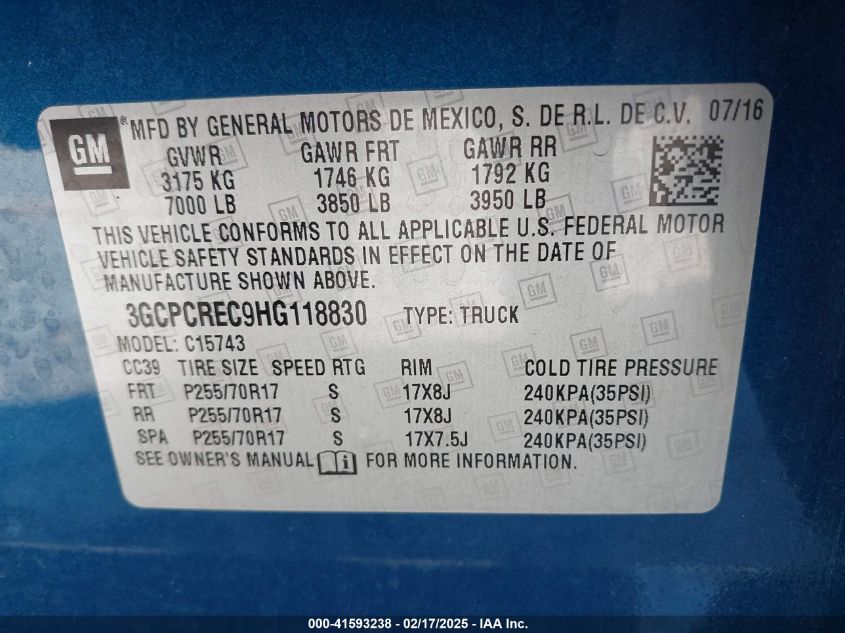 GM
® MFD BY GENERAL MOTORS DE MEXICO, S. DE R.L. DE C.V. 07/16
GVWR GAWR FRT GAWR RR
3175 KG 1746 KG 1792 KG
7000 LB 3850 LB 3950 LB
THIS VEHICLE CONFORMS TO ALL APPLICABLE U.S. FEDERAL MOTOR
VEHICLE SAFETY STANDARDS IN EFFECT ON THE DATE OF
MANUFACTURE SHOWN ABOVE.
3GCPCREC9HG118830 TYPE: TRUCK
MODEL: C15743
CC39 TIRE SIZE SPEED RTG RIM COLD TIRE PRESSURE
FRT P255/70R17 S 17X8J 240KPA(35PSI)
RR P255/70R17 S 17X8J 240KPA(35PSI)
SPA P255/70R17 S 17X7.5J 240KPA(35PSI)
SEE OWNER'S MANUAL i FOR MORE INFORMATION.
000-41593238 - 02/17/2025 - IAA Inc.